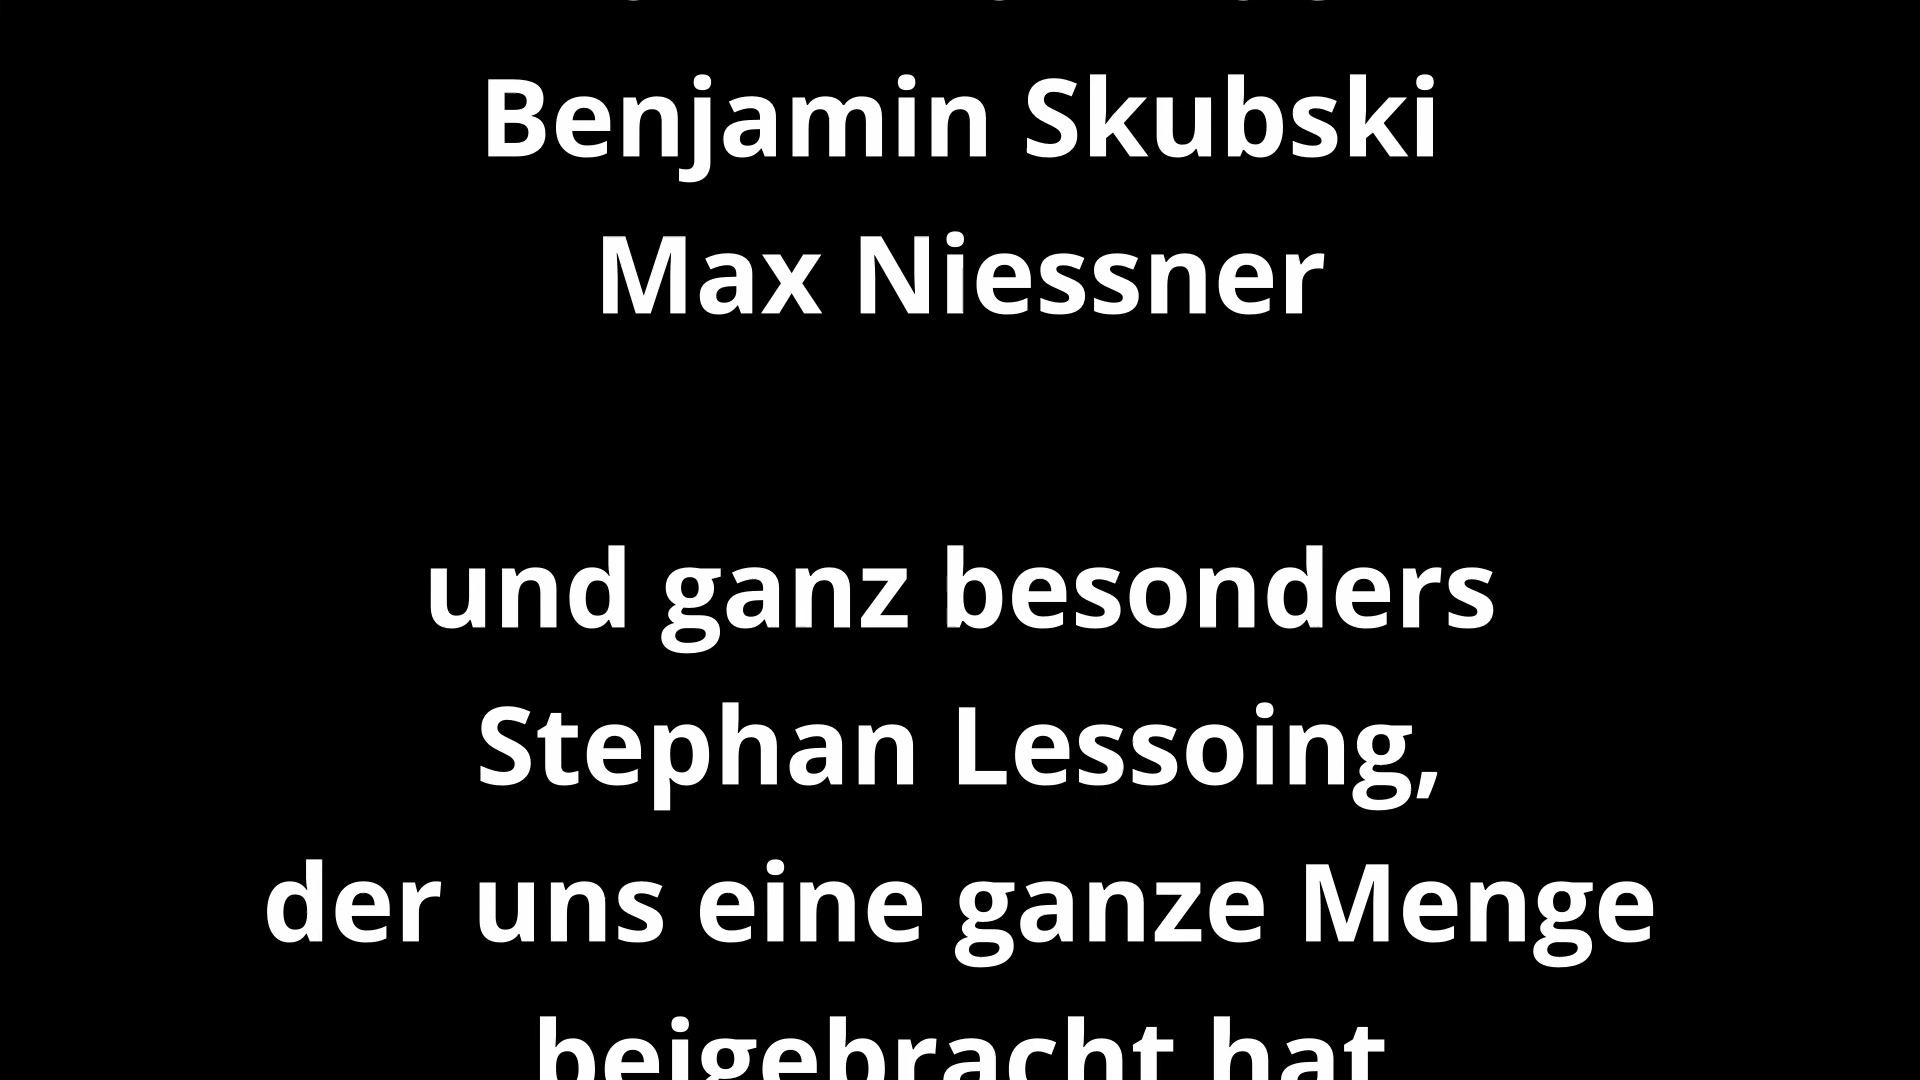 Benjamin Skubski
Max Niessner
und ganz besonders
Stephan Lessoing,
der uns eine ganze Menge
beigebracht hat